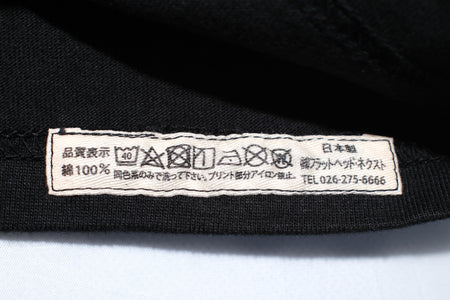 品質表示 40
綿100%
同色系のみで洗って下さい。プリント部分アイロン禁止。
日本製
㈱フラットヘッド・ネクスト
TEL 026-275-6666